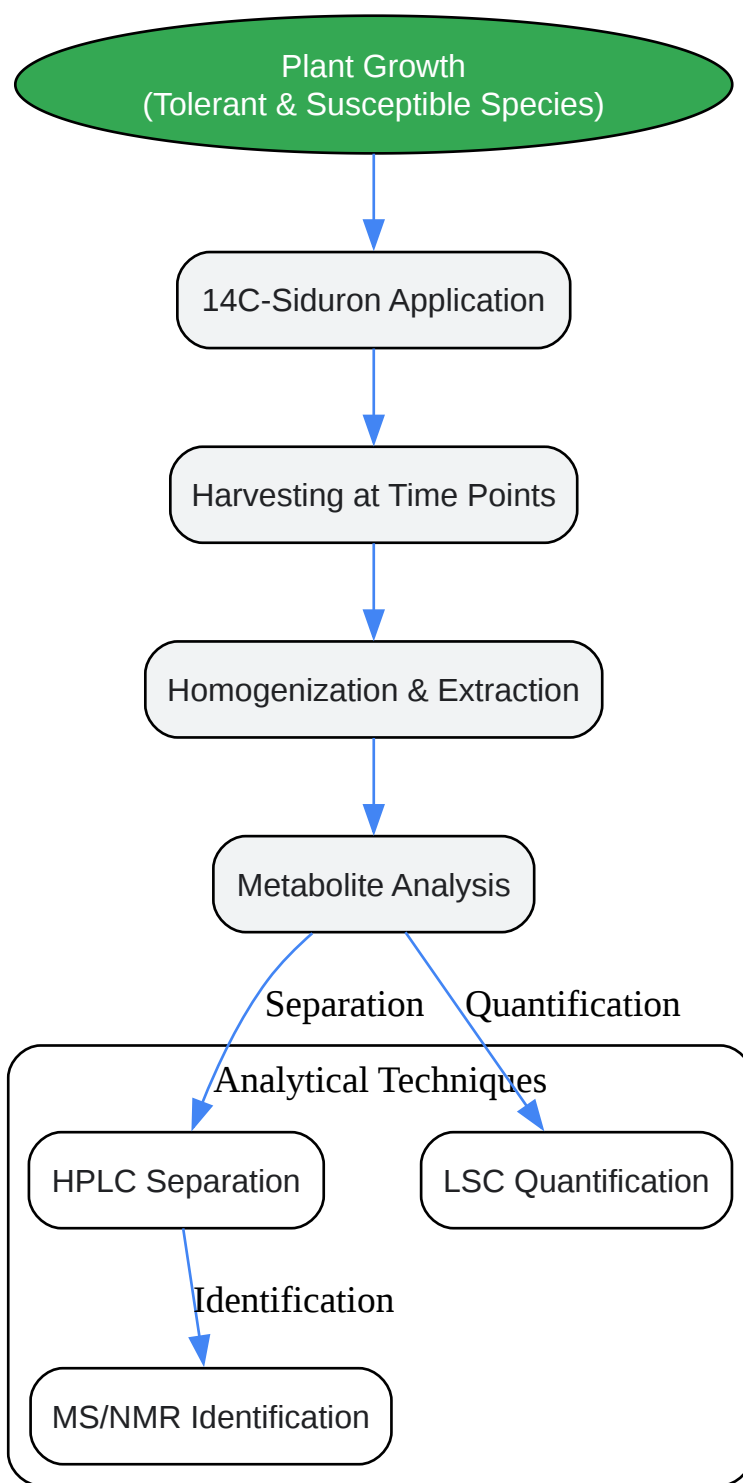 Plant Growth
(Tolerant & Susceptible Species)
14C-Siduron Application
Harvesting at Time Points
Homogenization & Extraction
Metabolite Analysis
Separation
Quantification
Analytical Techniques
HPLC Separation
LSC Quantification
Identification
MS/NMR Identification